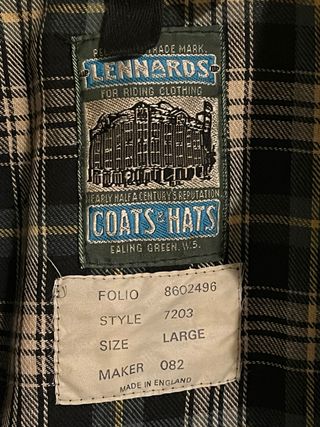 TRADE MARK.
LENNARDS
FOR RIDING CLOTHING
NEARLY HALF A CENTURY'S REPUTATION
COATS & HATS
EALING GREEN. W.5.
FOLIO 8602496
STYLE 7203
SIZE LARGE
MAKER 082
MADE IN ENGLAND